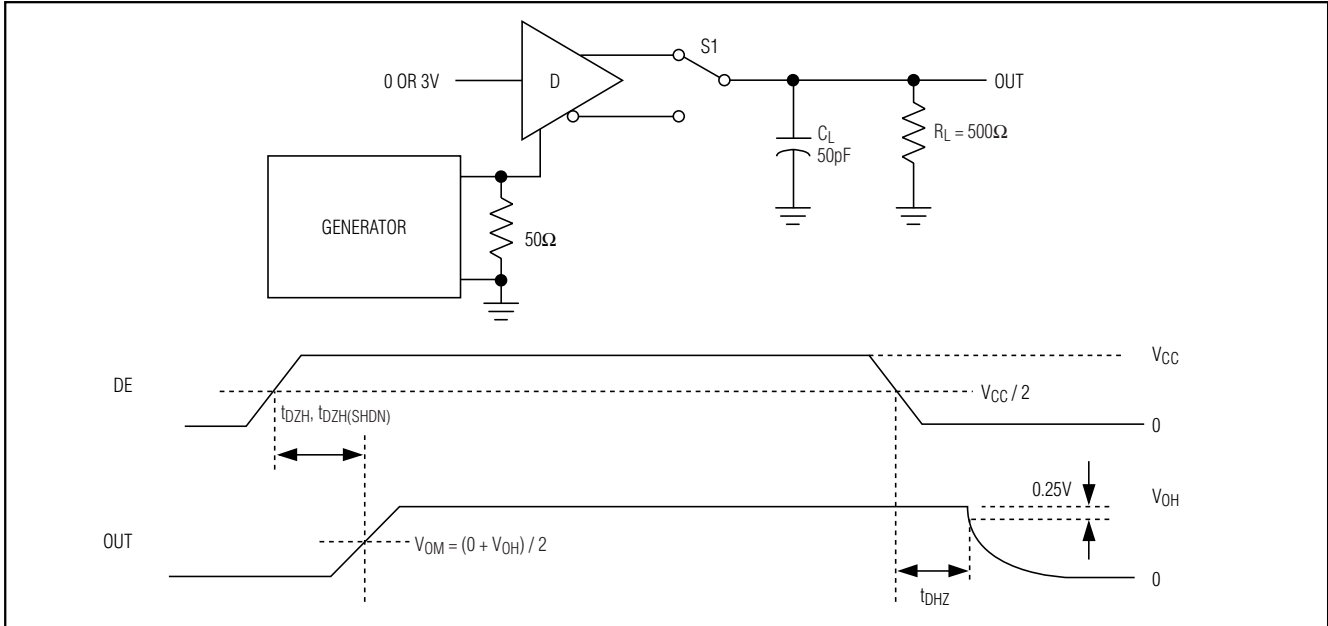 S1
0 OR 3V
D
OUT
C_L
50pF
R_L = 500Ω
GENERATOR
50Ω
V_CC
DE
V_CC / 2
t_DZH, t_DZH(SHDN)
0
0.25V
V_OH
OUT
V_OM = (0 + V_OH) / 2
0
t_DHZ